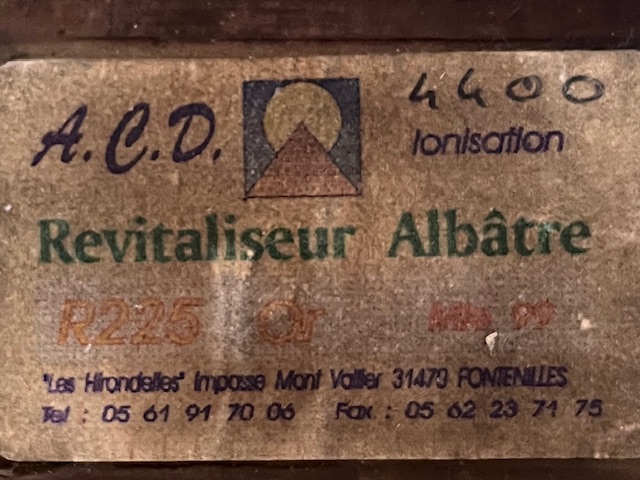 A.C.D.
4400
Ionisation
Revitaliseur Albâtre
R225 Or
99
"Les Hirondelles" Impasse Mont Vallier 31470 FONTENILLES
Tel : 05 61 91 70 06 Fax : 05 62 23 71 75